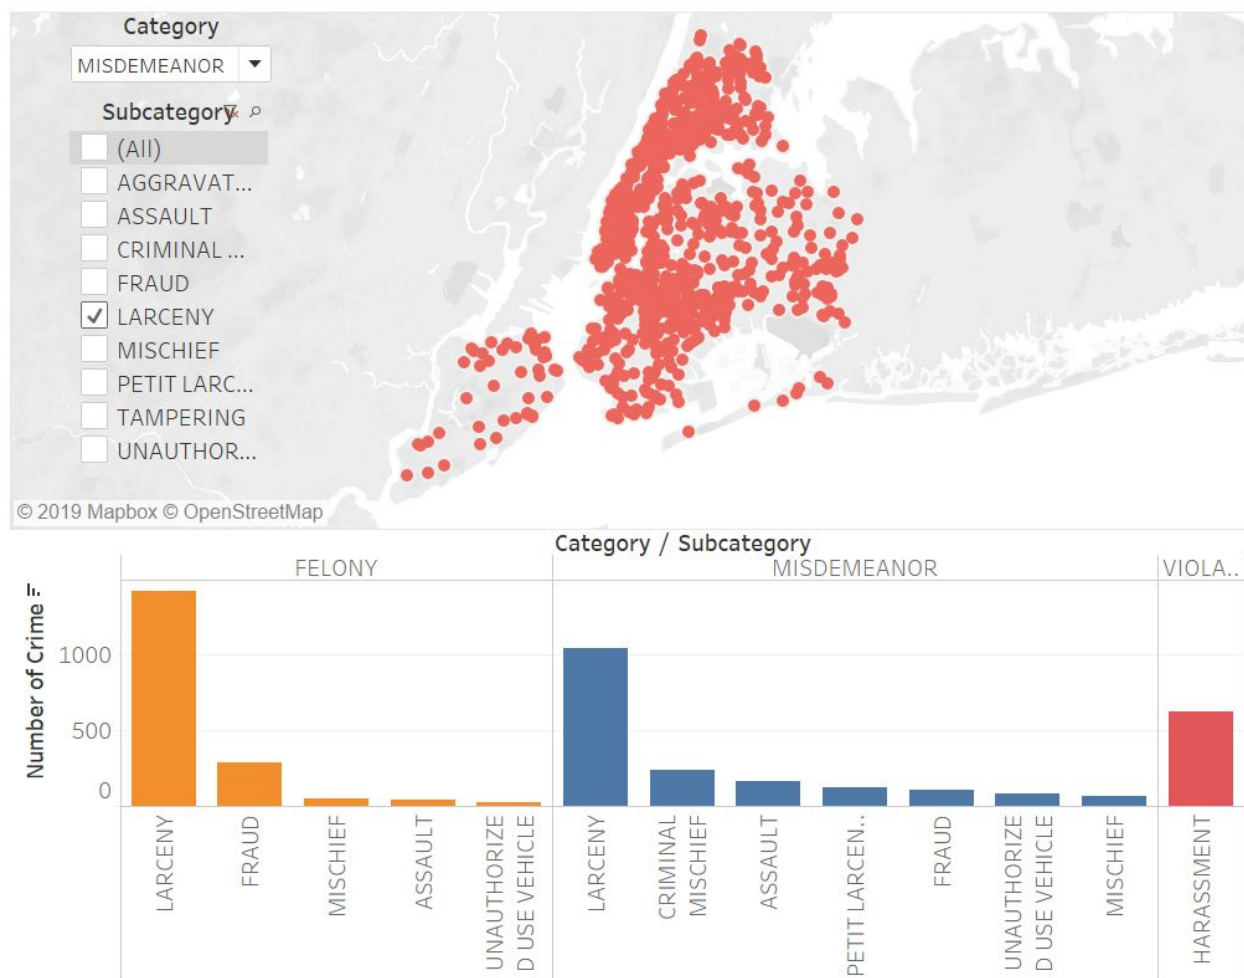 Category
MISDEMEANOR
Subcategory
(All)
AGGRAVAT...
ASSAULT
CRIMINAL ...
FRAUD
LARCENY
MISCHIEF
PETIT LARC...
TAMPERING
UNAUTHOR...
© 2019 Mapbox © OpenStreetMap
Category / Subcategory
FELONY
MISDEMEANOR
VIOLA..
Number of Crime
1000
500
0
LARCENY
FRAUD
MISCHIEF
ASSAULT
UNAUTHORIZE
D USE VEHICLE
LARCENY
CRIMINAL
MISCHIEF
ASSAULT
PETIT LARCEN..
FRAUD
UNAUTHORIZE
D USE VEHICLE
MISCHIEF
HARASSMENT